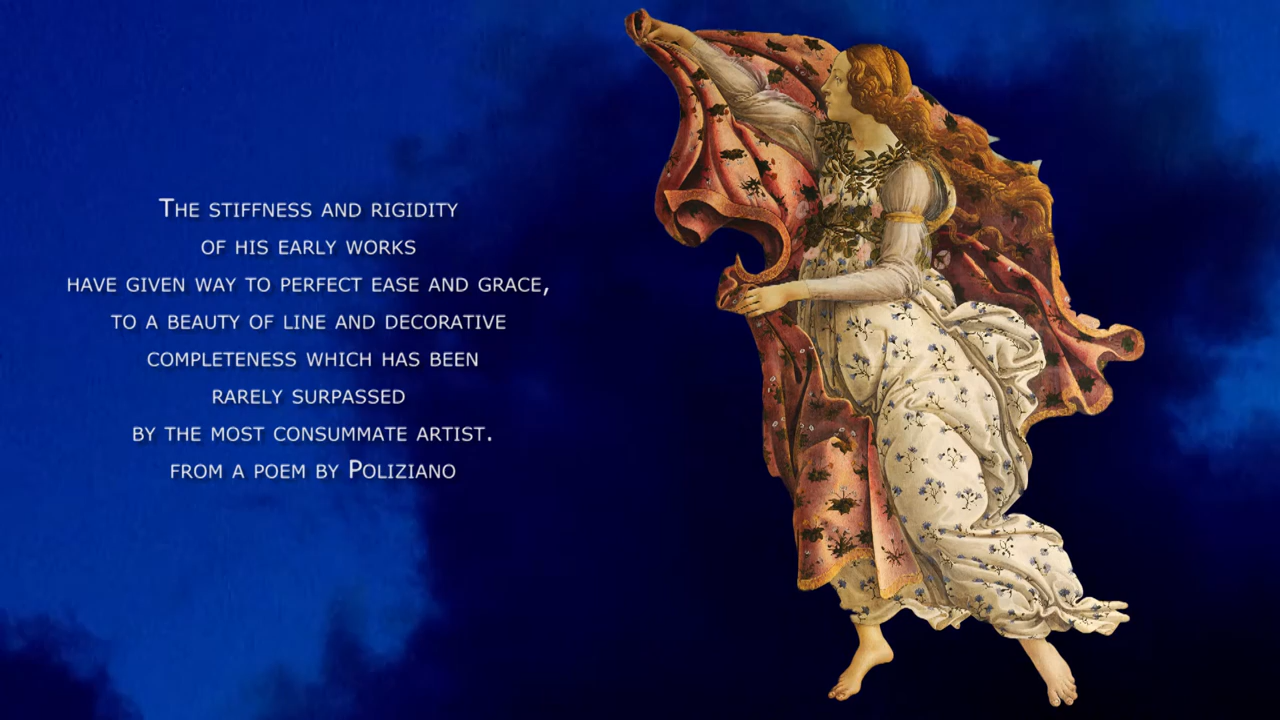 The stiffness and rigidity
of his early works
have given way to perfect ease and grace,
to a beauty of line and decorative
completeness which has been
rarely surpassed
by the most consummate artist.
from a poem by Poliziano